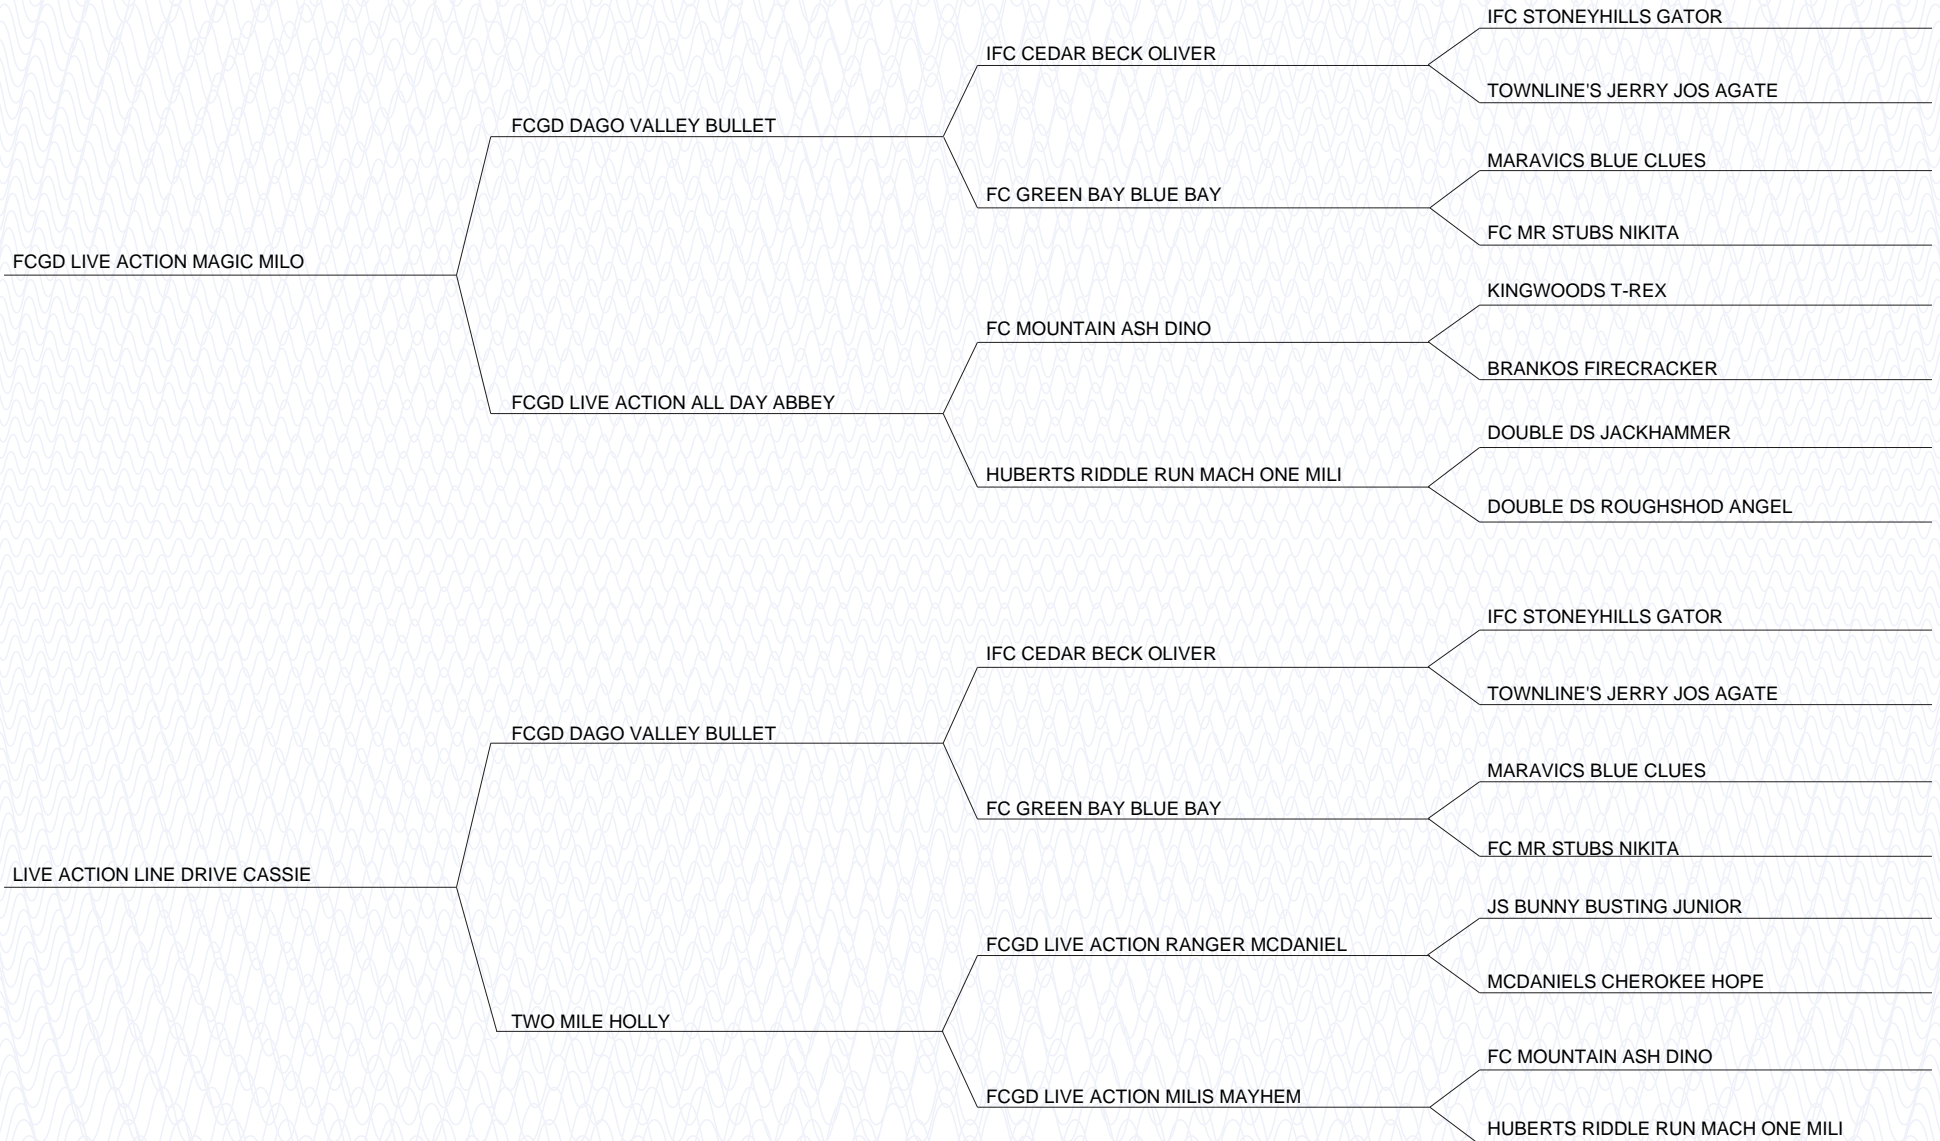 IFC STONEYHILLS GATOR
IFC CEDAR BECK OLIVER
TOWNLINE'S JERRY JOS AGATE
FCGD DAGO VALLEY BULLET
MARAVICS BLUE CLUES
FC GREEN BAY BLUE BAY
FC MR STUBS NIKITA
FCGD LIVE ACTION MAGIC MILO
KINGWOODS T-REX
FC MOUNTAIN ASH DINO
BRANKOS FIRECRACKER
FCGD LIVE ACTION ALL DAY ABBEY
DOUBLE DS JACKHAMMER
HUBERTS RIDDLE RUN MACH ONE MILI
DOUBLE DS ROUGHSHOD ANGEL
IFC STONEYHILLS GATOR
IFC CEDAR BECK OLIVER
TOWNLINE'S JERRY JOS AGATE
FCGD DAGO VALLEY BULLET
MARAVICS BLUE CLUES
FC GREEN BAY BLUE BAY
FC MR STUBS NIKITA
LIVE ACTION LINE DRIVE CASSIE
JS BUNNY BUSTING JUNIOR
FCGD LIVE ACTION RANGER MCDANIEL
MCDANIELS CHEROKEE HOPE
TWO MILE HOLLY
FC MOUNTAIN ASH DINO
FCGD LIVE ACTION MILIS MAYHEM
HUBERTS RIDDLE RUN MACH ONE MILI